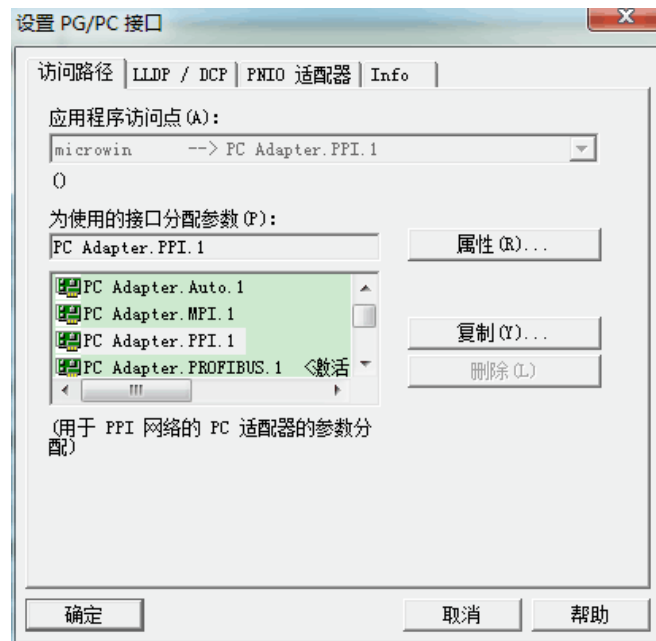 设置 PG/PC 接口
访问路径 LLDP / DCP PNIO 适配器 Info
应用程序访问点(A):
microwin --> PC Adapter.PPI.1
()
为使用的接口分配参数(P):
PC Adapter.PPI.1
属性(R)...
PC Adapter.Auto.1
PC Adapter.MPI.1
PC Adapter.PPI.1
PC Adapter.PROFIBUS.1 <激活
复制(Y)...
删除(L)
(用于 PPI 网络的 PC 适配器的参数分
配)
确定 取消 帮助